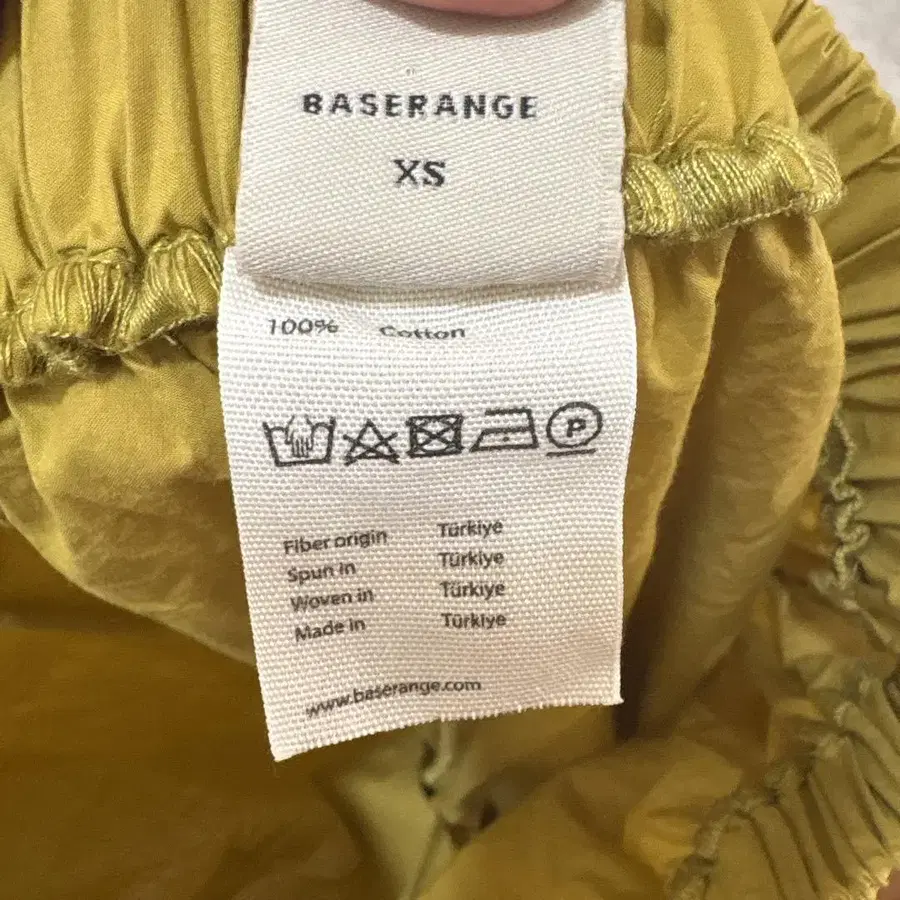 BASERANGE
XS
100% Cotton
P
Fiber origin Türkiye
Spun in Türkiye
Woven in Türkiye
Made in Türkiye
www.baserange.com